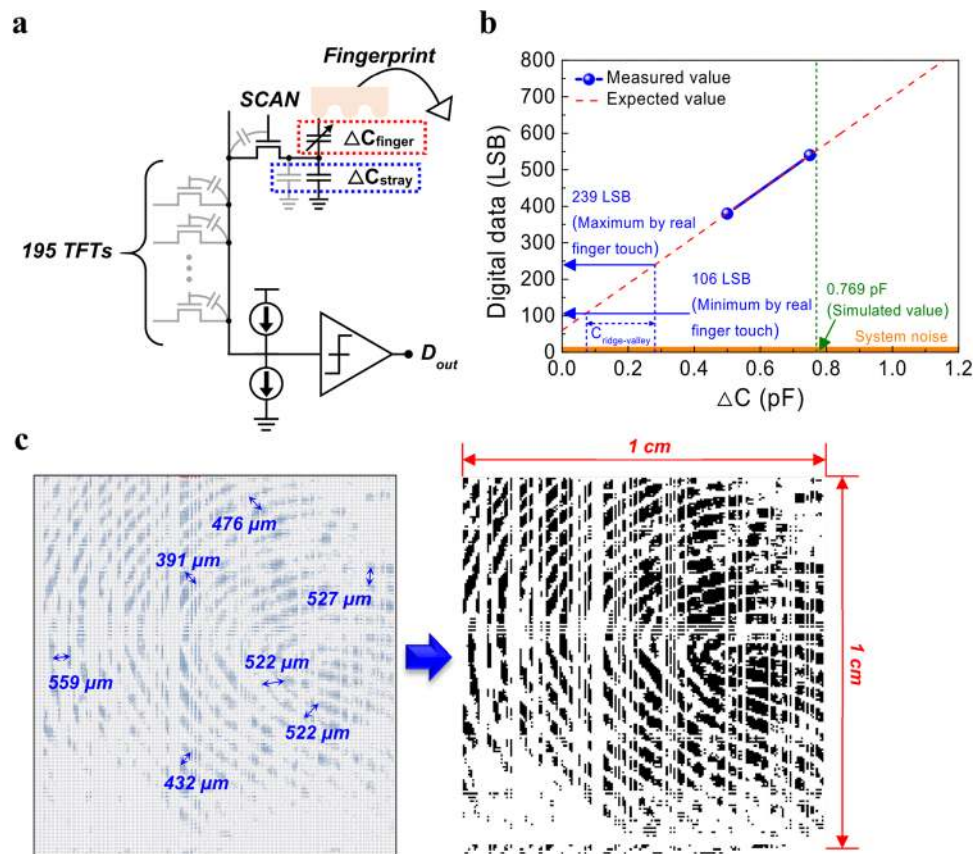 a
Fingerprint
SCAN
△Cfinger
△Cstray
195 TFTs
Dout
b
Digital data (LSB)
800
700
600
500
400
300
200
100
0
Measured value
Expected value
239 LSB
(Maximum by real
finger touch)
106 LSB
(Minimum by real
finger touch)
Cridge-valley
0.769 pF
(Simulated value)
System noise
0.0 0.2 0.4 0.6 0.8 1.0 1.2
△C (pF)
c
476 µm
391 µm
527 µm
522 µm
559 µm
522 µm
432 µm
1 cm
1 cm